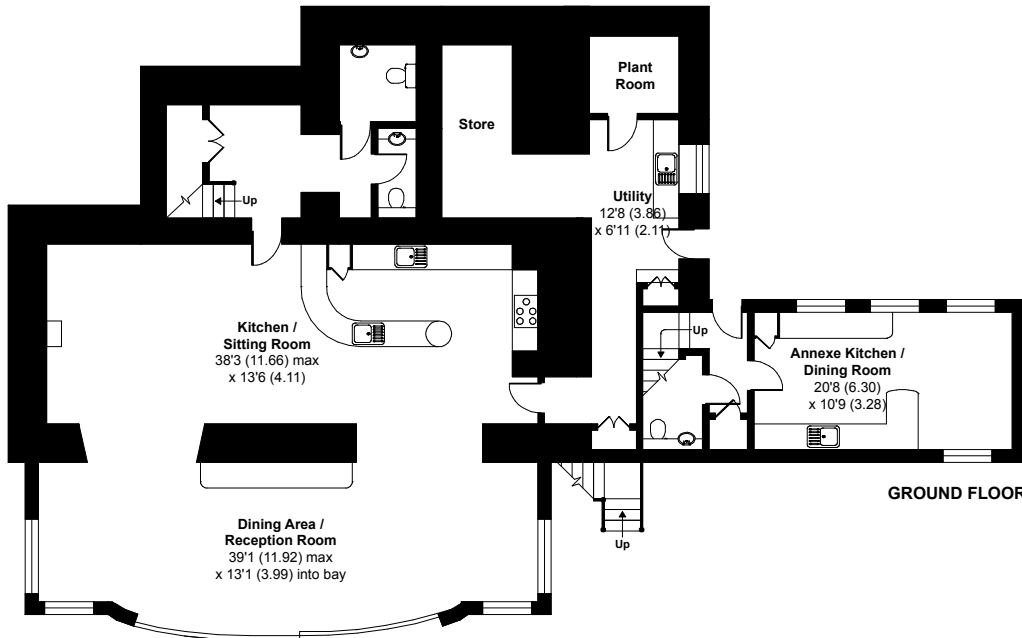 Plant
Room
Store
Utility
12'8 (3.86)
x 6'11 (2.11)
Up
Up
Kitchen /
Sitting Room
38'3 (11.66) max
x 13'6 (4.11)
Annexe Kitchen /
Dining Room
20'8 (6.30)
x 10'9 (3.28)
GROUND FLOOR
Dining Area /
Reception Room
39'1 (11.92) max
x 13'1 (3.99) into bay
Up